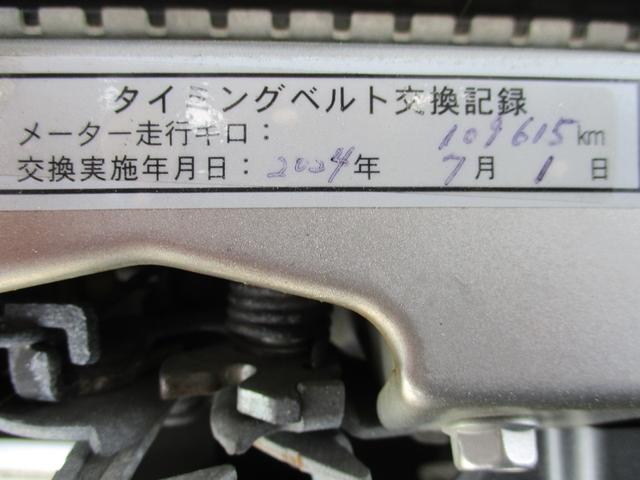 タイミングベルト交換記録
メーター走行キロ: 109615km
交換実施年月日: 2024年 7月 1日